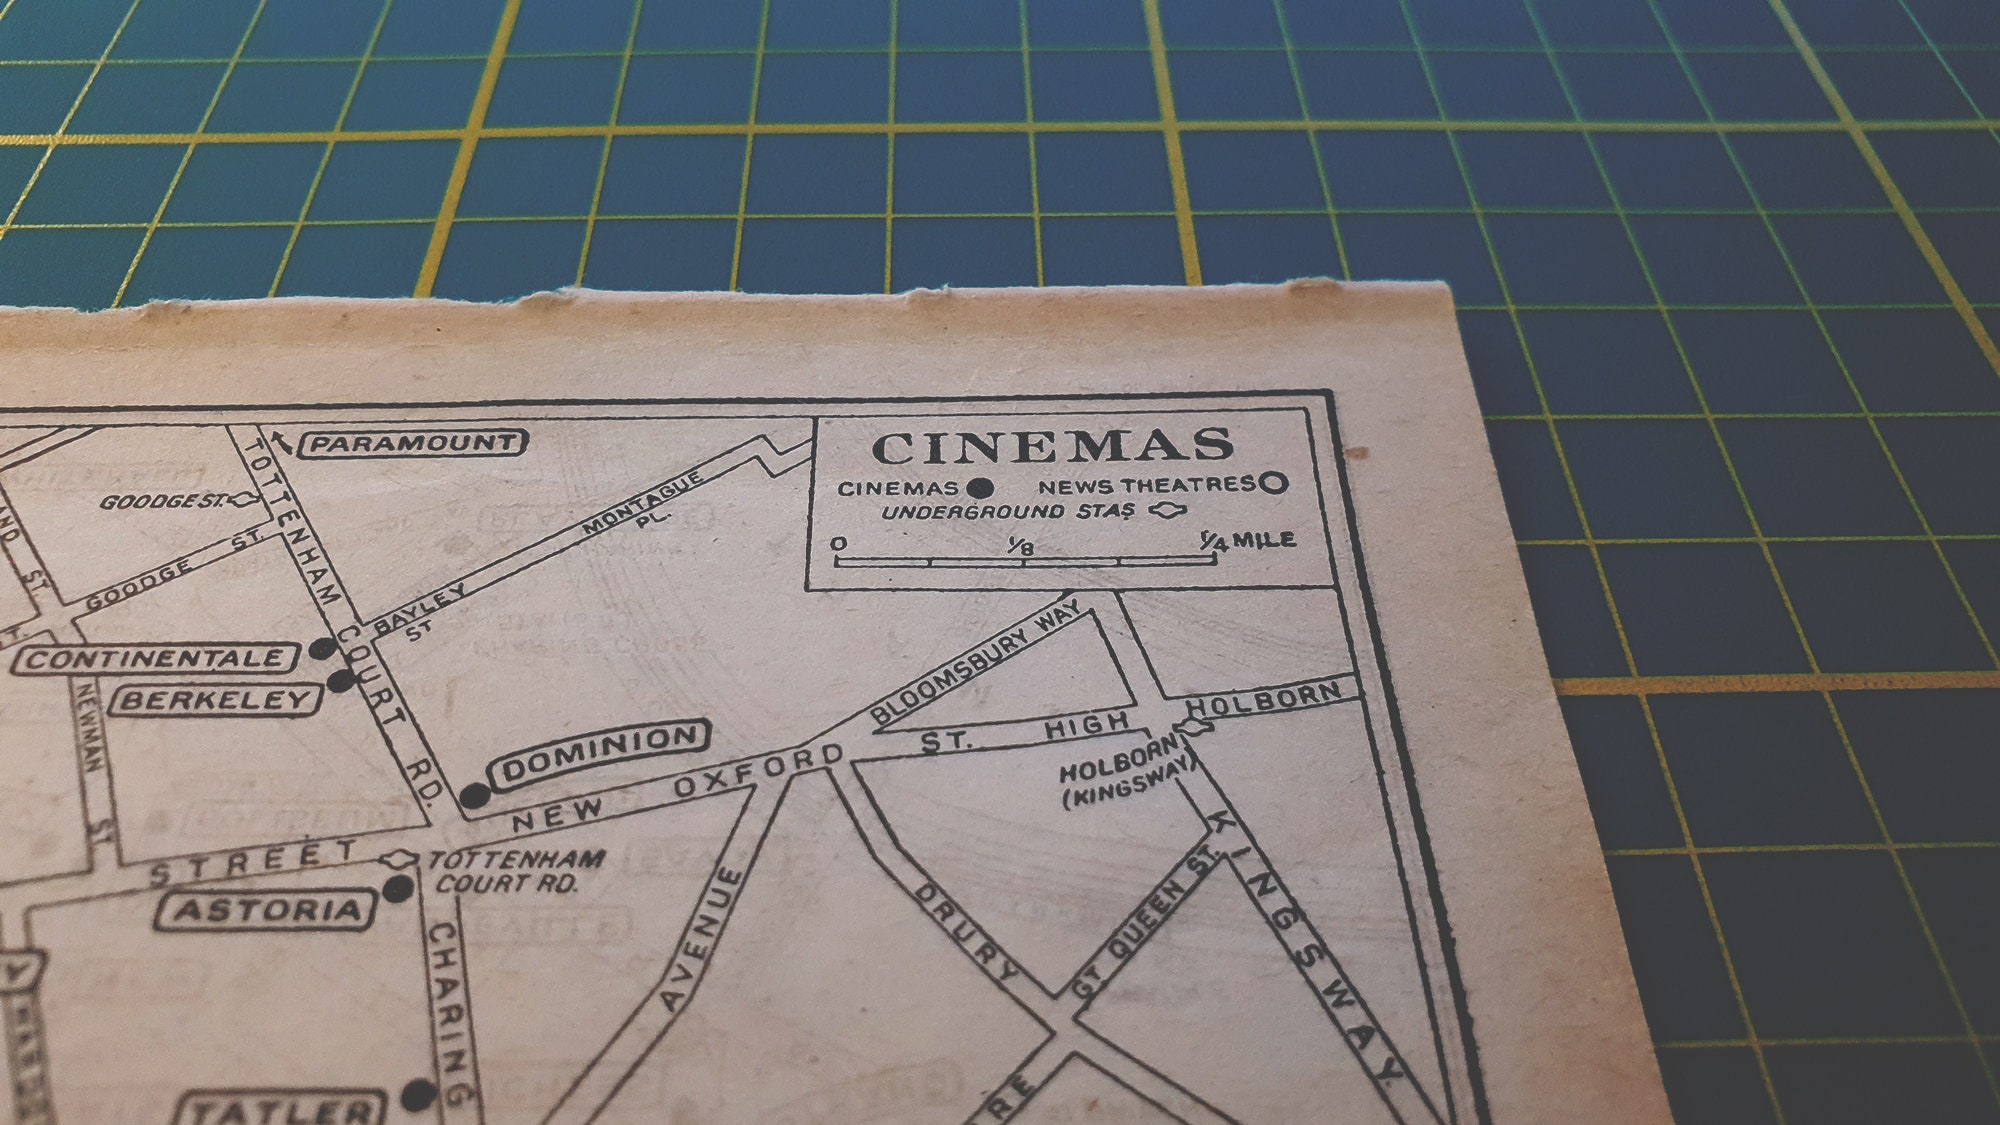 CINEMAS
CINEMAS NEWS THEATRES
UNDERGROUND STAS
0 1/8 1/4 MILE
PARAMOUNT
TOTTENHAM COURT RD.
GOODGE ST.
GOODGE ST.
MONTAGUE
PL.
BAYLEY
ST
CONTINENTALE
BERKELEY
NEWMAN ST.
DOMINION
NEW OXFORD
STREET
BLOOMSBURY WAY
ST. HIGH
HOLBORN
HOLBORN
(KINGSWAY)
KINGSWAY
GT QUEEN ST.
DRURY
AVENUE
TOTTENHAM
COURT RD.
ASTORIA
CHARING
TATLER
ST.